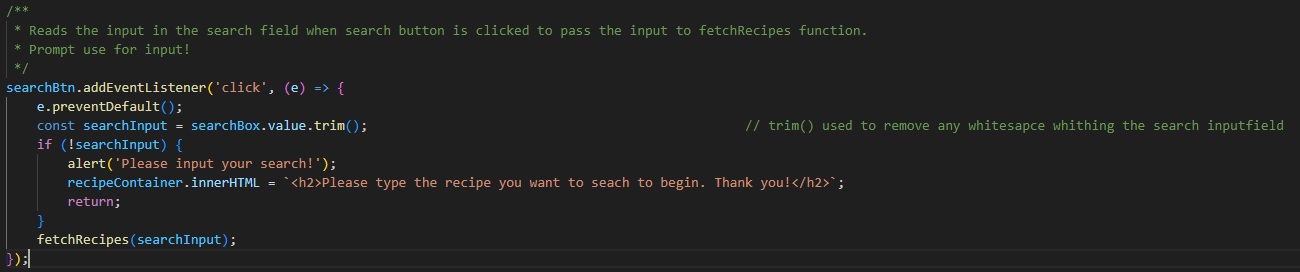 /**
 * Reads the input in the search field when search button is clicked to pass the input to fetchRecipes function.
 * Prompt use for input!
 */
searchBtn.addEventListener('click', (e) => {
    e.preventDefault();
    const searchInput = searchBox.value.trim(); // trim() used to remove any whitesapce whithing the search inputfield
    if (!searchInput) {
        alert('Please input your search!');
        recipeContainer.innerHTML = `<h2>Please type the recipe you want to seach to begin. Thank you!</h2>`;
        return;
    }
    fetchRecipes(searchInput);
});